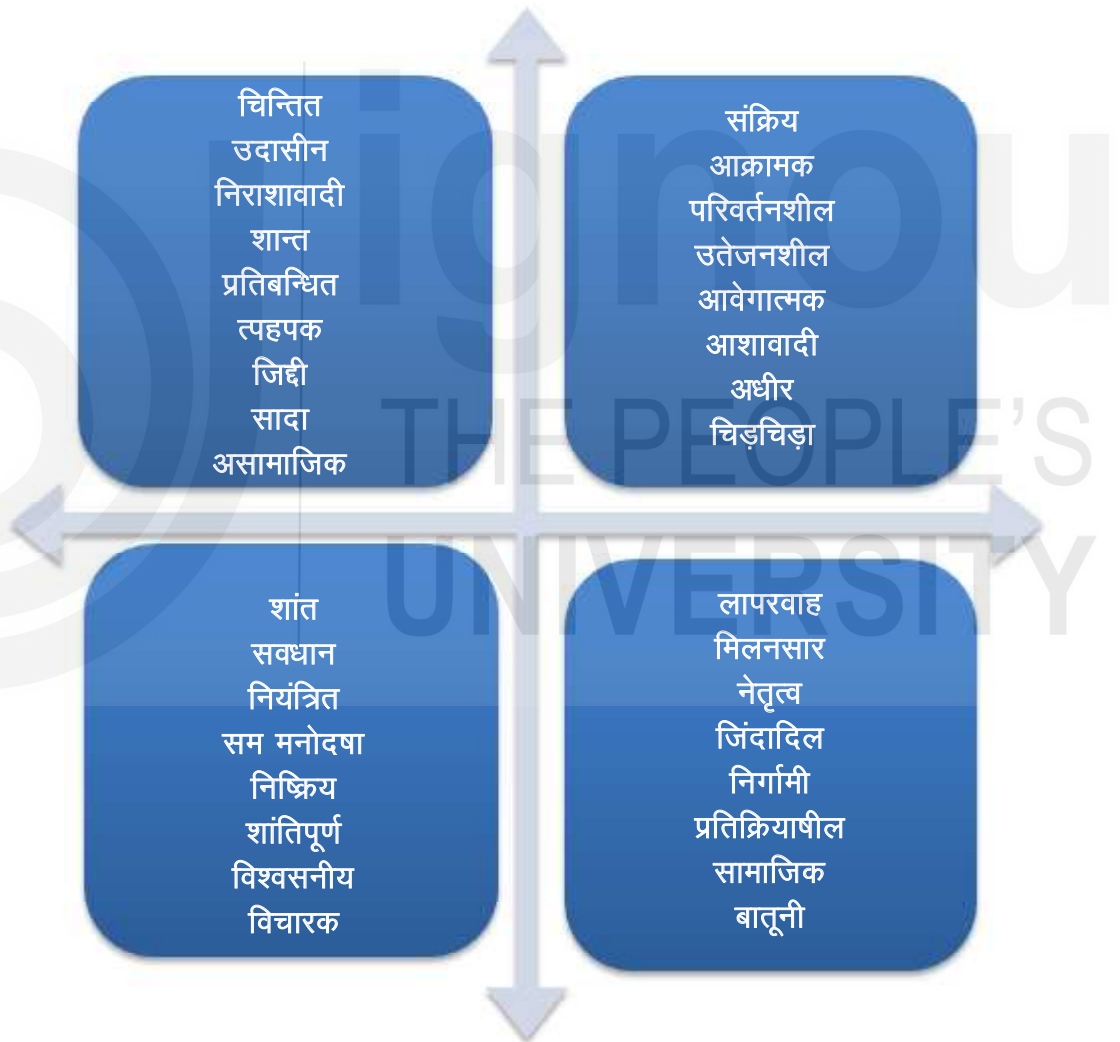 चिन्तित
उदासीन
निराशावादी
शान्त
प्रतिबन्धित
त्पहपक
जिद्दी
सादा
असामाजिक
संक्रिय
आक्रामक
परिवर्तनशील
उतेजनशील
आवेगात्मक
आशावादी
अधीर
चिड़चिड़ा
शांत
सवधान
नियंत्रित
सम मनोदषा
निष्क्रिय
शांतिपूर्ण
विश्वसनीय
विचारक
लापरवाह
मिलनसार
नेतृत्व
जिंदादिल
निर्गामी
प्रतिक्रियाषील
सामाजिक
बातूनी
ignou
THE PEOPLE'S
UNIVERSITY